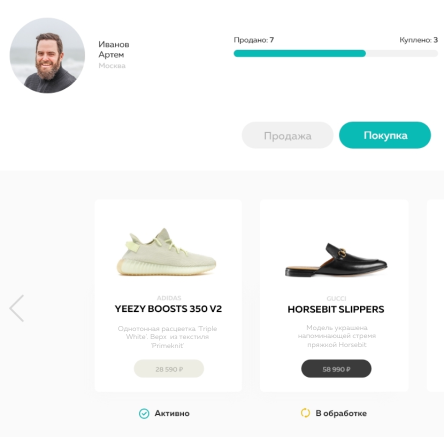 Продано: 7
Куплено: 3
Иванов
Артем
Москва
Продажа
Покупка
ADIDAS
YEEZY BOOSTS 350 V2
Однотонная расцветка 'Triple
White'. Верх из текстиля
'Primeknit'
28 590 ₽
GUCCI
HORSEBIT SLIPPERS
Модель украшена
напоминающей стремя
пряжкой Horsebit
58 990 ₽
Активно
В обработке